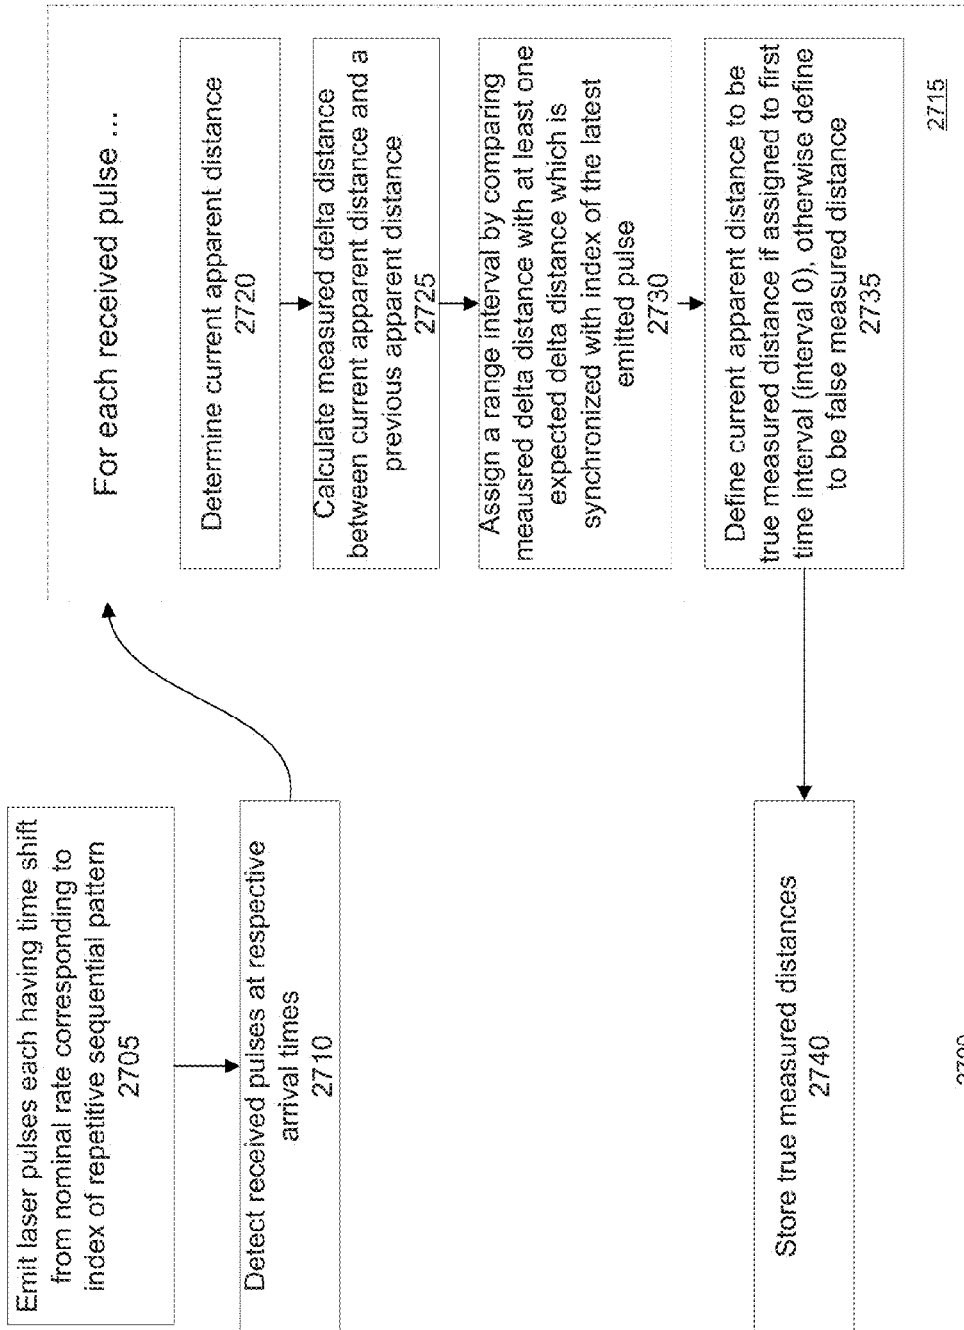 Emit laser pulses each having time shift
from nominal rate corresponding to
index of repetitive sequential pattern
2705
Detect received pulses at respective
arrival times
2710
For each received pulse ...
Determine current apparent distance
2720
Calculate measured delta distance
between current apparent distance and a
previous apparent distance
2725
Assign a range interval by comparing
meausred delta distance with at least one
expected delta distance which is
synchronized with index of the latest
emitted pulse
2730
Define current apparent distance to be
true measured distance if assigned to first
time interval (interval 0), otherwise define
to be false measured distance
2735
2715
Store true measured distances
2740